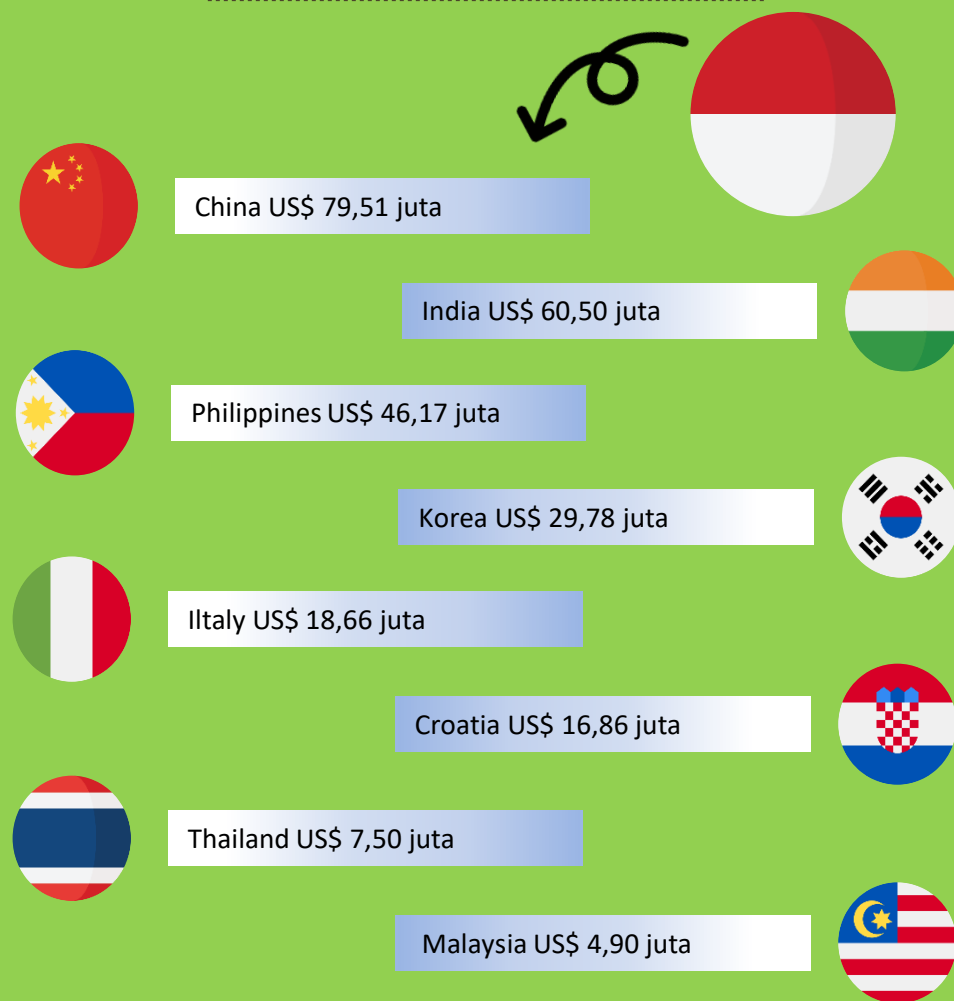 China US$ 79,51 juta
India US$ 60,50 juta
Philippines US$ 46,17 juta
Korea US$ 29,78 juta
Iltaly US$ 18,66 juta
Croatia US$ 16,86 juta
Thailand US$ 7,50 juta
Malaysia US$ 4,90 juta